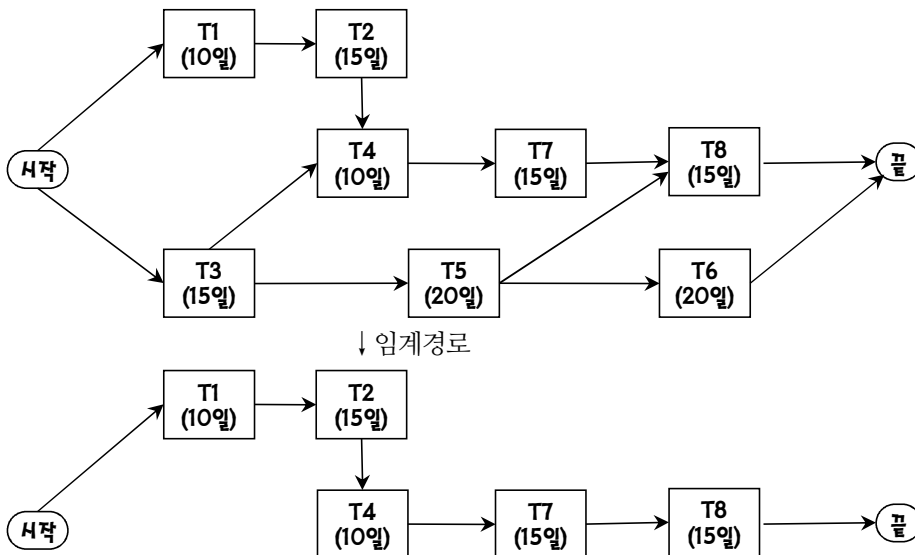 T1
(10일)
T2
(15일)
시작
T4
(10일)
T7
(15일)
T8
(15일)
끝
T3
(15일)
T5
(20일)
T6
(20일)
↓ 임계경로
T1
(10일)
T2
(15일)
시작
T4
(10일)
T7
(15일)
T8
(15일)
끝